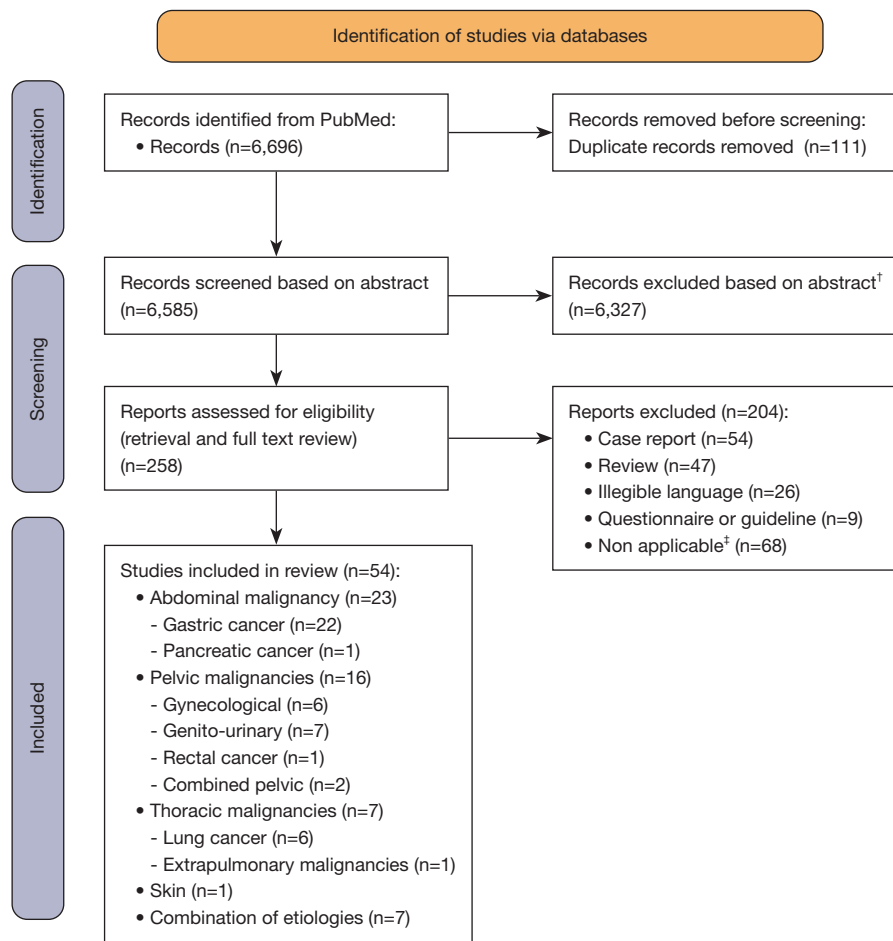 Identification of studies via databases
Identification
Records identified from PubMed:
• Records (n=6,696)
Records removed before screening:
Duplicate records removed (n=111)
Screening
Records screened based on abstract
(n=6,585)
Records excluded based on abstract†
(n=6,327)
Reports assessed for eligibility
(retrieval and full text review)
(n=258)
Reports excluded (n=204):
• Case report (n=54)
• Review (n=47)
• Illegible language (n=26)
• Questionnaire or guideline (n=9)
• Non applicable‡ (n=68)
Included
Studies included in review (n=54):
• Abdominal malignancy (n=23)
- Gastric cancer (n=22)
- Pancreatic cancer (n=1)
• Pelvic malignancies (n=16)
- Gynecological (n=6)
- Genito-urinary (n=7)
- Rectal cancer (n=1)
- Combined pelvic (n=2)
• Thoracic malignancies (n=7)
- Lung cancer (n=6)
- Extrapulmonary malignancies (n=1)
• Skin (n=1)
• Combination of etiologies (n=7)